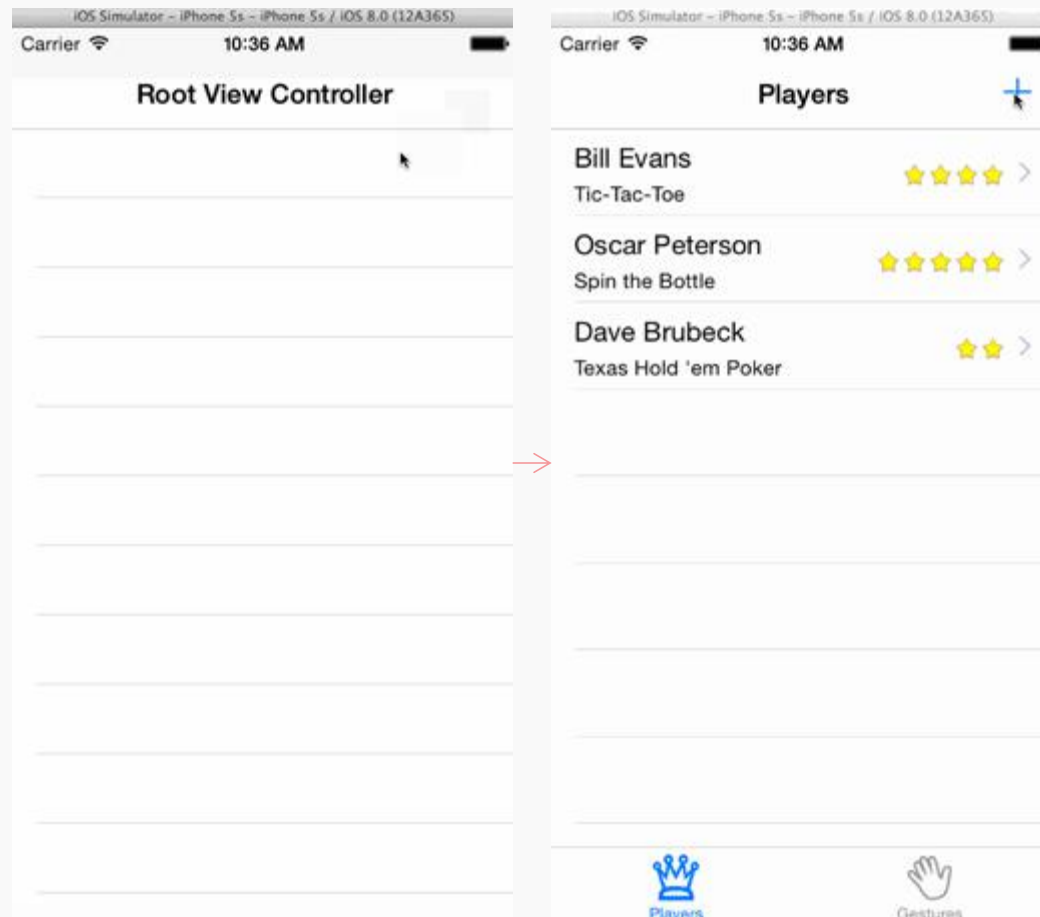 iOS Simulator – iPhone 5s – iPhone 5s / iOS 8.0 (12A365)
Carrier 10:36 AM
Root View Controller
iOS Simulator – iPhone 5s – iPhone 5s / iOS 8.0 (12A365)
Carrier 10:36 AM
Players
Bill Evans
Tic-Tac-Toe
Oscar Peterson
Spin the Bottle
Dave Brubeck
Texas Hold 'em Poker
Players Gestures